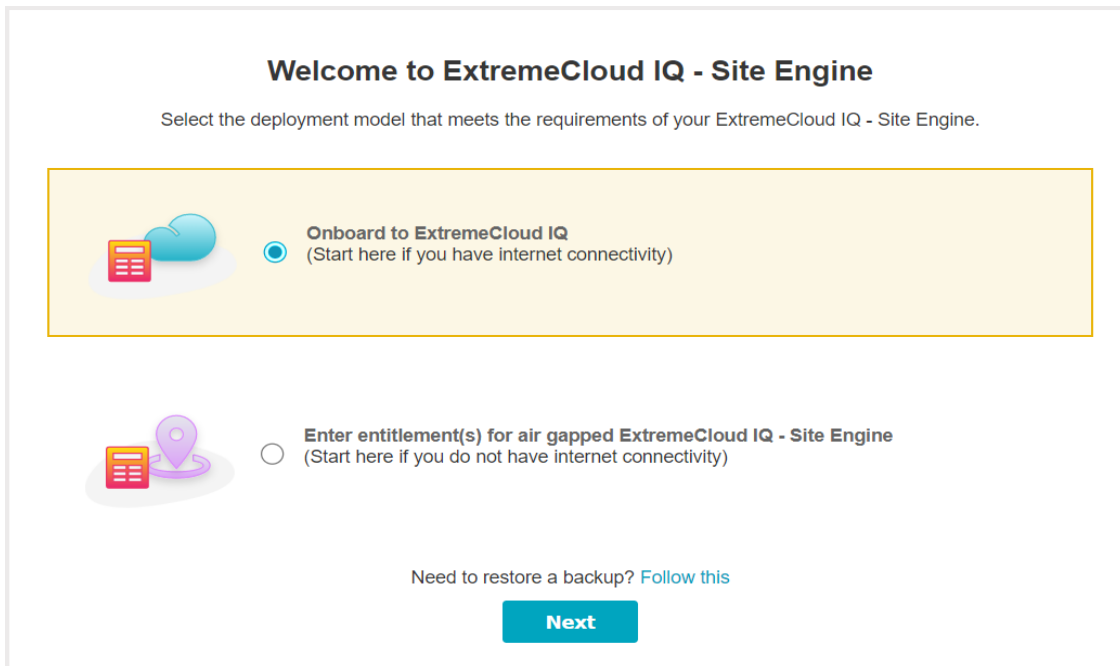 Welcome to ExtremeCloud IQ - Site Engine
Select the deployment model that meets the requirements of your ExtremeCloud IQ - Site Engine.
Onboard to ExtremeCloud IQ
(Start here if you have internet connectivity)
Enter entitlement(s) for air gapped ExtremeCloud IQ - Site Engine
(Start here if you do not have internet connectivity)
Need to restore a backup? Follow this
Next